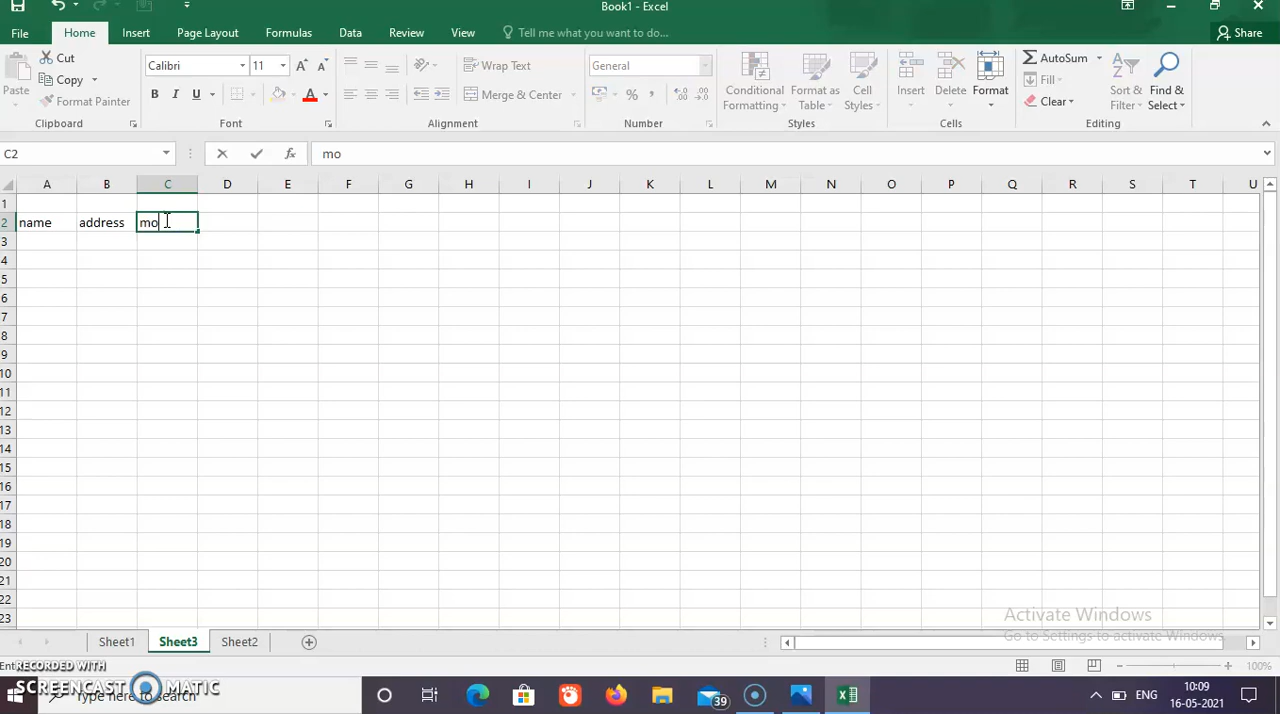 Book1 - Excel
File Home Insert Page Layout Formulas Data Review View Tell me what you want to do... Share
Paste
Cut
Copy
Format Painter
Clipboard
Calibri 11 A A
B I U A
Font
Wrap Text
Merge & Center
Alignment
General
% ,
Number
Conditional Formatting
Format as Table
Cell Styles
Styles
Insert Delete Format
Cells
AutoSum
Fill
Clear
Sort & Filter
Find & Select
Editing
C2 fx mo
A B C D E F G H I J K L M N O P Q R S T U
1
2 name address mo
3
4
5
6
7
8
9
10
11
12
13
14
15
16
17
18
19
20
21
22
23
Activate Windows
Go to Settings to activate Windows.
Sheet1 Sheet3 Sheet2
Ent
100%
RECORDED WITH
SCREENCAST MATIC
Type here to search
39
ENG
10:09
16-05-2021